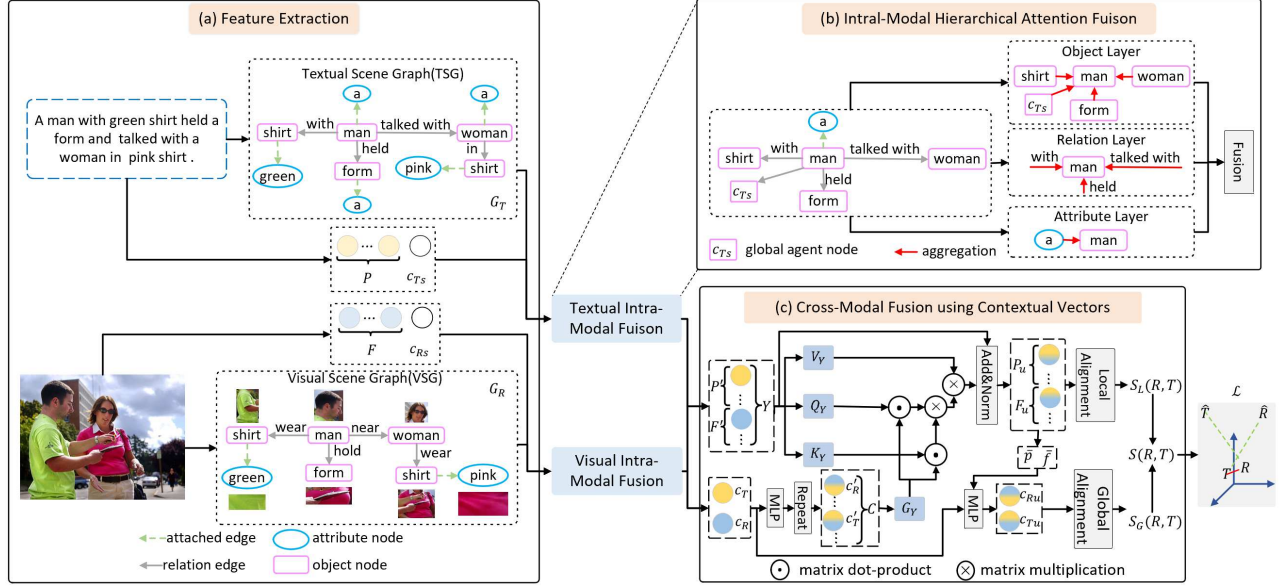 (a) Feature Extraction
Textual Scene Graph(TSG)
a
a
A man with green shirt held a
form and talked with a
woman in pink shirt .
shirt
with
man
talked with
woman
held
in
green
form
pink
shirt
a
G_T
P
c_Ts
F
c_Rs
Visual Scene Graph(VSG)
G_R
shirt
wear
man
near
woman
hold
wear
green
form
shirt
pink
attached edge
attribute node
relation edge
object node
Textual Intra-
Modal Fuison
Visual Intra-
Modal Fusion
(b) Intral-Modal Hierarchical Attention Fuison
Object Layer
shirt
man
woman
c_Ts
form
a
with
talked with
shirt
man
woman
c_Ts
held
form
Relation Layer
with
talked with
man
held
Attribute Layer
a
man
Fusion
c_Ts
global agent node
aggregation
(c) Cross-Modal Fusion using Contextual Vectors
P'
F'
Y
V_Y
Q_Y
K_Y
Add&Norm
P_u
F_u
Local
Alignment
S_L(R,T)
p̅
f̅
c_T
c_R
MLP
Repeat
c'_R
c'_T
C
G_Y
MLP
c_Ru
c_Tu
Global
Alignment
S_G(R,T)
S(R,T)
ℒ
T̂
R̂
T
R
matrix dot-product
matrix multiplication